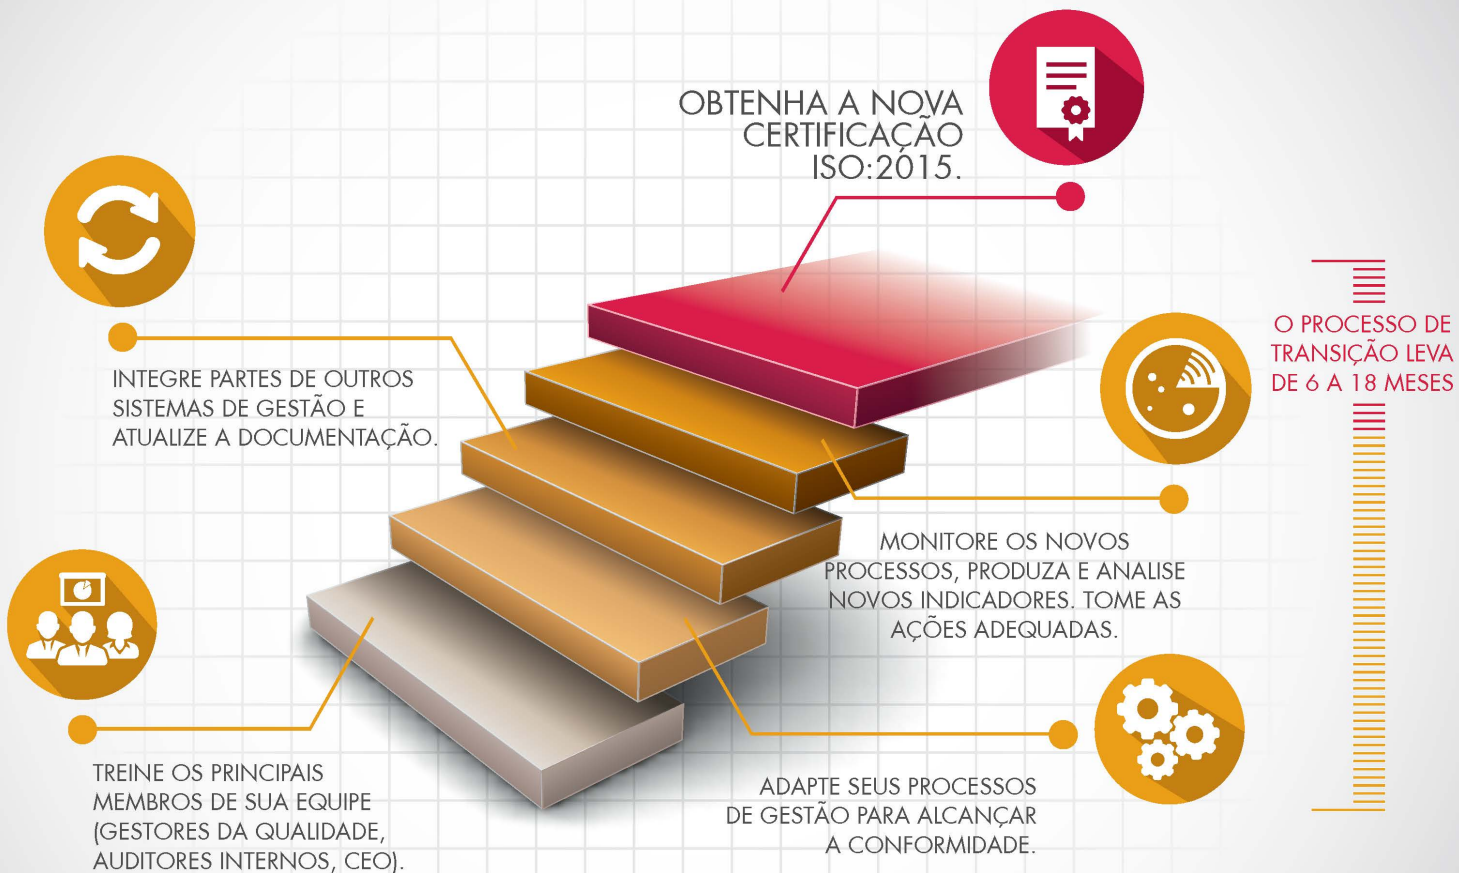 OBTENHA A NOVA
CERTIFICAÇÃO
ISO:2015.
INTEGRE PARTES DE OUTROS
SISTEMAS DE GESTÃO E
ATUALIZE A DOCUMENTAÇÃO.
O PROCESSO DE
TRANSIÇÃO LEVA
DE 6 A 18 MESES
MONITORE OS NOVOS
PROCESSOS, PRODUZA E ANALISE
NOVOS INDICADORES. TOME AS
AÇÕES ADEQUADAS.
TREINE OS PRINCIPAIS
MEMBROS DE SUA EQUIPE
(GESTORES DA QUALIDADE,
AUDITORES INTERNOS, CEO).
ADAPTE SEUS PROCESSOS
DE GESTÃO PARA ALCANÇAR
A CONFORMIDADE.